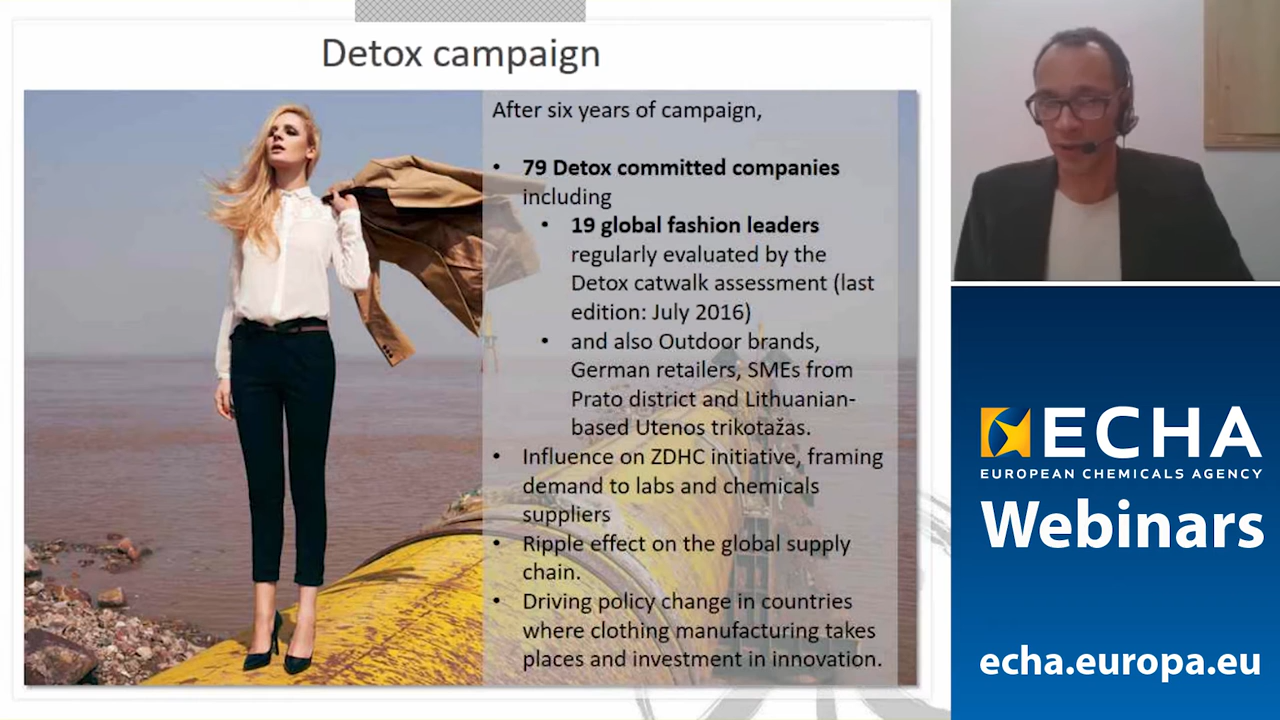 Detox campaign
After six years of campaign,
• 79 Detox committed companies
including
• 19 global fashion leaders
regularly evaluated by the
Detox catwalk assessment (last
edition: July 2016)
• and also Outdoor brands,
German retailers, SMEs from
Prato district and Lithuanian-
based Utenos trikotažas.
• Influence on ZDHC initiative, framing
demand to labs and chemicals
suppliers
• Ripple effect on the global supply
chain.
• Driving policy change in countries
where clothing manufacturing takes
places and investment in innovation.
ECHA
EUROPEAN CHEMICALS AGENCY
Webinars
echa.europa.eu